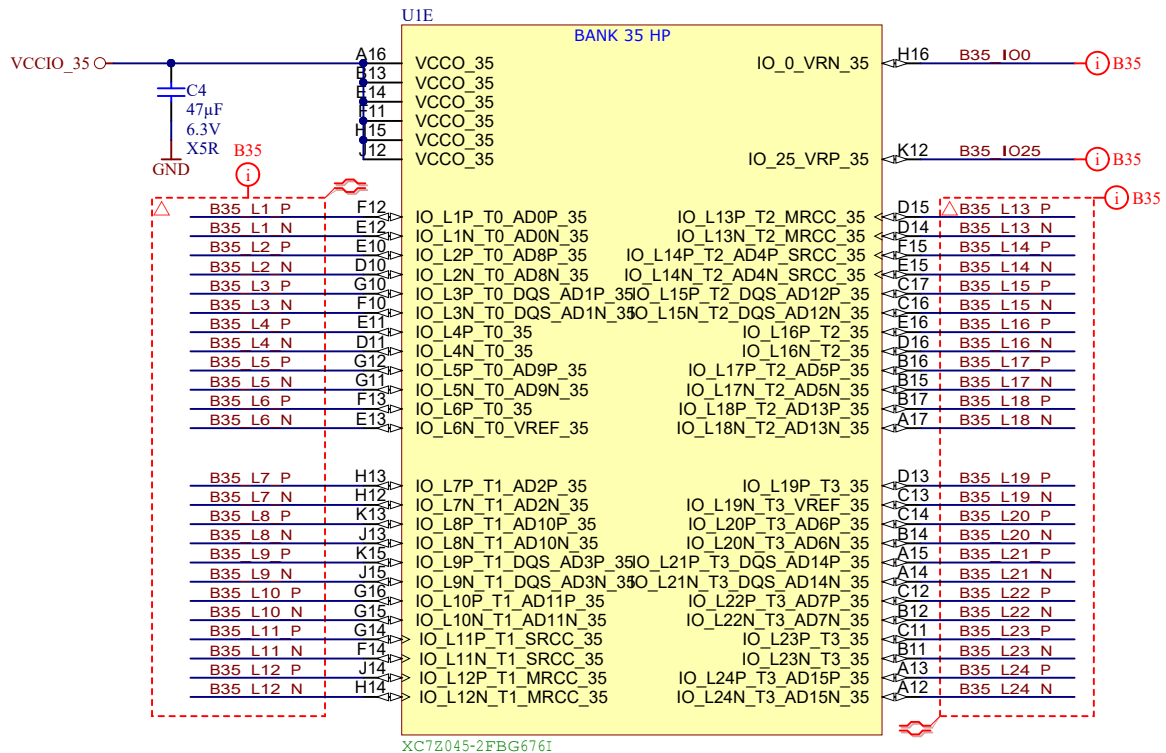 U1E
BANK 35 HP
VCCIO_35
A16 VCCO_35
B13 VCCO_35
E14 VCCO_35
F11 VCCO_35
H15 VCCO_35
J12 VCCO_35
C4
47µF
6.3V
X5R
GND
IO_0_VRN_35 H16 B35_IO0 i B35
IO_25_VRP_35 K12 B35_IO25 i B35
B35
i
i B35
B35_L1_P F12 IO_L1P_T0_AD0P_35
B35_L1_N E12 IO_L1N_T0_AD0N_35
B35_L2_P E10 IO_L2P_T0_AD8P_35
B35_L2_N D10 IO_L2N_T0_AD8N_35
B35_L3_P G10 IO_L3P_T0_DQS_AD1P_35
B35_L3_N F10 IO_L3N_T0_DQS_AD1N_35
B35_L4_P E11 IO_L4P_T0_35
B35_L4_N D11 IO_L4N_T0_35
B35_L5_P G12 IO_L5P_T0_AD9P_35
B35_L5_N G11 IO_L5N_T0_AD9N_35
B35_L6_P F13 IO_L6P_T0_35
B35_L6_N E13 IO_L6N_T0_VREF_35
B35_L7_P H13 IO_L7P_T1_AD2P_35
B35_L7_N H12 IO_L7N_T1_AD2N_35
B35_L8_P K13 IO_L8P_T1_AD10P_35
B35_L8_N J13 IO_L8N_T1_AD10N_35
B35_L9_P K15 IO_L9P_T1_DQS_AD3P_35
B35_L9_N J15 IO_L9N_T1_DQS_AD3N_35
B35_L10_P G16 IO_L10P_T1_AD11P_35
B35_L10_N G15 IO_L10N_T1_AD11N_35
B35_L11_P G14 IO_L11P_T1_SRCC_35
B35_L11_N F14 IO_L11N_T1_SRCC_35
B35_L12_P J14 IO_L12P_T1_MRCC_35
B35_L12_N H14 IO_L12N_T1_MRCC_35
IO_L13P_T2_MRCC_35 D15 B35_L13_P
IO_L13N_T2_MRCC_35 D14 B35_L13_N
IO_L14P_T2_AD4P_SRCC_35 F15 B35_L14_P
IO_L14N_T2_AD4N_SRCC_35 E15 B35_L14_N
IO_L15P_T2_DQS_AD12P_35 C17 B35_L15_P
IO_L15N_T2_DQS_AD12N_35 C16 B35_L15_N
IO_L16P_T2_35 E16 B35_L16_P
IO_L16N_T2_35 D16 B35_L16_N
IO_L17P_T2_AD5P_35 B16 B35_L17_P
IO_L17N_T2_AD5N_35 B15 B35_L17_N
IO_L18P_T2_AD13P_35 B17 B35_L18_P
IO_L18N_T2_AD13N_35 A17 B35_L18_N
IO_L19P_T3_35 D13 B35_L19_P
IO_L19N_T3_VREF_35 C13 B35_L19_N
IO_L20P_T3_AD6P_35 C14 B35_L20_P
IO_L20N_T3_AD6N_35 B14 B35_L20_N
IO_L21P_T3_DQS_AD14P_35 A15 B35_L21_P
IO_L21N_T3_DQS_AD14N_35 A14 B35_L21_N
IO_L22P_T3_AD7P_35 C12 B35_L22_P
IO_L22N_T3_AD7N_35 B12 B35_L22_N
IO_L23P_T3_35 C11 B35_L23_P
IO_L23N_T3_35 B11 B35_L23_N
IO_L24P_T3_AD15P_35 A13 B35_L24_P
IO_L24N_T3_AD15N_35 A12 B35_L24_N
XC7Z045-2FBG676I